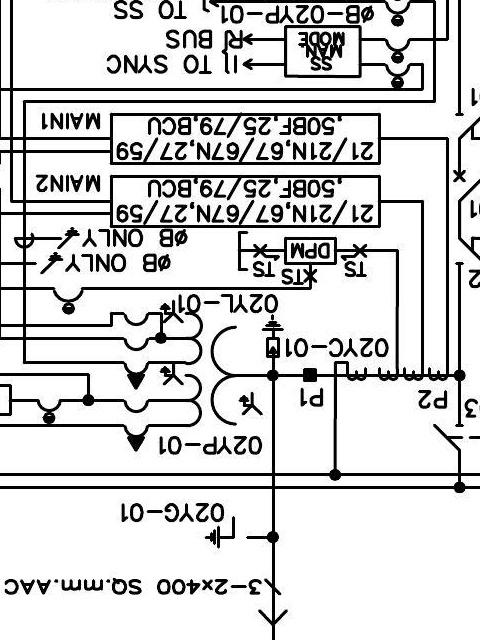 3-2x400 SQ.mm.AAC
02YG-01
02YP-01
P2
P1
02YC-01
02YL-01
TS
TS
TS
DPM
ØB ONLY
ØB ONLY
21/21N,67/67N,27/59
,50BF,25/79,BCU
MAIN2
21/21N,67/67N,27/59
,50BF,25/79,BCU
MAIN1
SS
MAN
MODE
I} TO SYNC
R} BUS
ØB-02YP-01
TO SS